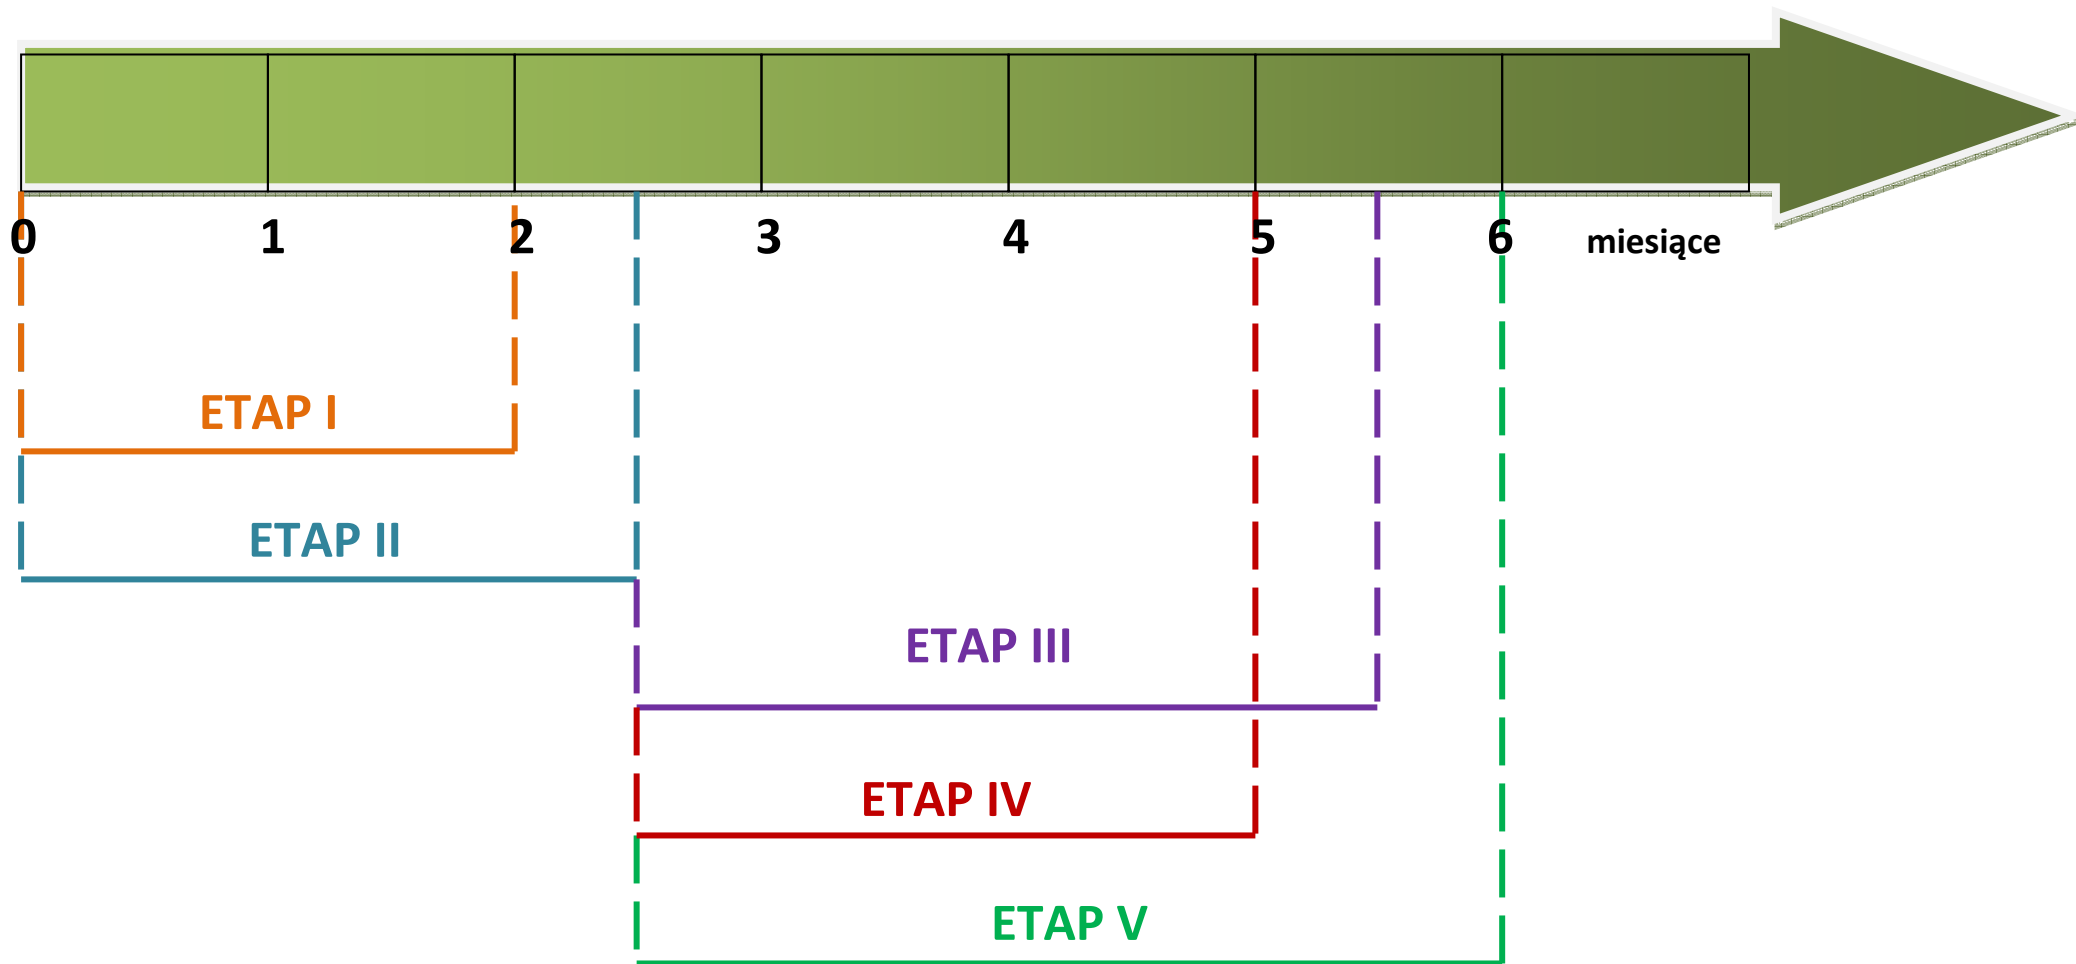 0 1 2 3 4 5 6 miesiące
ETAP I
ETAP II
ETAP III
ETAP IV
ETAP V